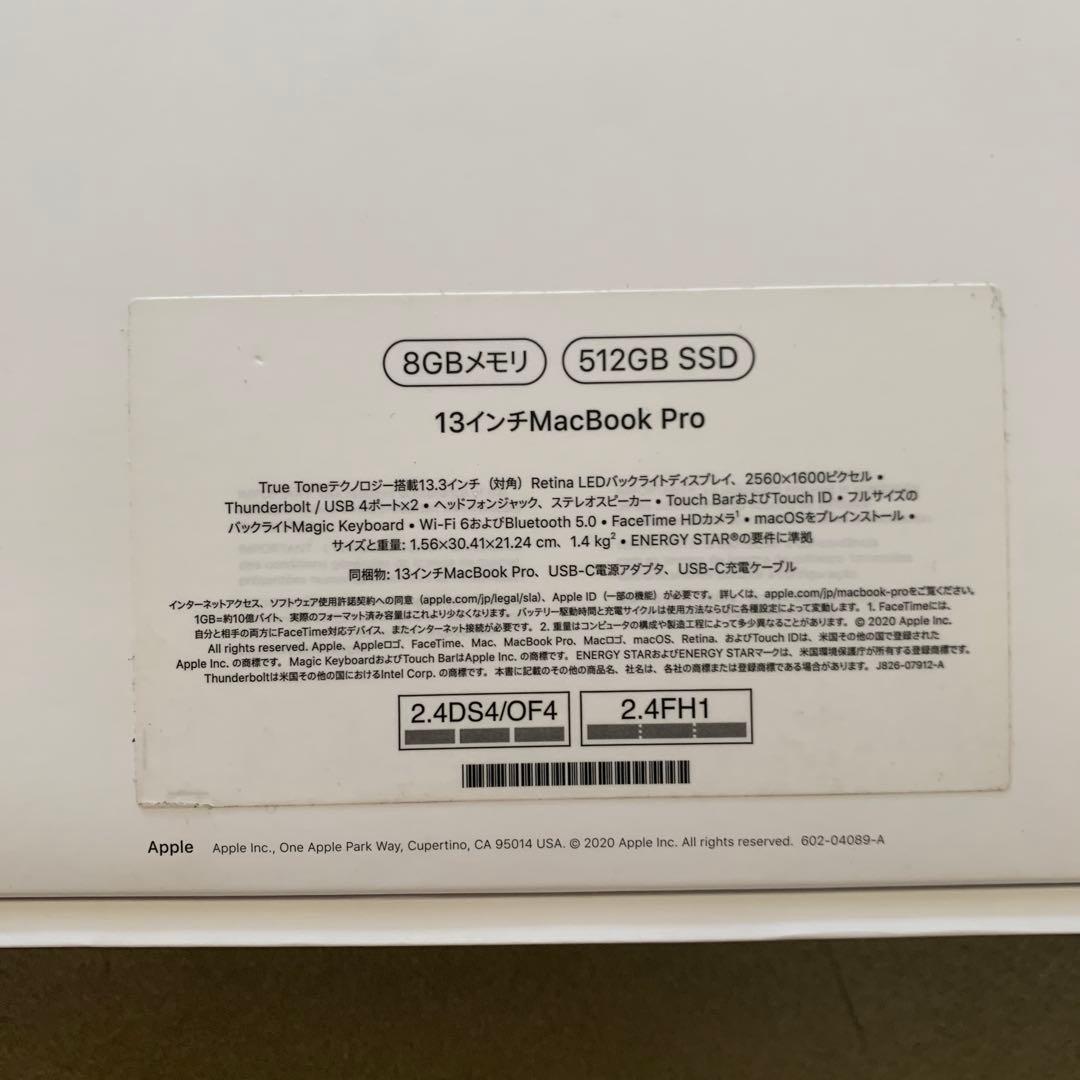 8GBメモリ 512GB SSD
13インチMacBook Pro
True Toneテクノロジー搭載13.3インチ（対角）Retina LEDバックライトディスプレイ、2560×1600ピクセル •
Thunderbolt / USB 4ポート×2 • ヘッドフォンジャック、ステレオスピーカー • Touch BarおよびTouch ID • フルサイズの
バックライトMagic Keyboard • Wi-Fi 6およびBluetooth 5.0 • FaceTime HDカメラ¹ • macOSをプレインストール •
サイズと重量: 1.56×30.41×21.24 cm、1.4 kg² • ENERGY STAR®の要件に準拠
同梱物: 13インチMacBook Pro、USB-C電源アダプタ、USB-C充電ケーブル
インターネットアクセス、ソフトウェア使用許諾契約への同意（apple.com/jp/legal/sla）、Apple ID（一部の機能）が必要です。詳しくは、apple.com/jp/macbook-proをご覧ください。
1GB=約10億バイト、実際のフォーマット済み容量はこれより少なくなります。バッテリー駆動時間と充電サイクルは使用方法ならびに各種設定によって変動します。1. FaceTimeには、
自分と相手の両方にFaceTime対応デバイス、またインターネット接続が必要です。2. 重量はコンピュータの構成や製造工程によって多少異なることがあります。© 2020 Apple Inc.
All rights reserved. Apple、Appleロゴ、FaceTime、Mac、MacBook Pro、Macロゴ、macOS、Retina、およびTouch IDは、米国その他の国で登録された
Apple Inc. の商標です。Magic KeyboardおよびTouch BarはApple Inc. の商標です。ENERGY STARおよびENERGY STARマークは、米国環境保護庁が所有する登録商標です。
Thunderboltは米国その他の国におけるIntel Corp. の商標です。本書に記載のその他の商品名、社名は、各社の商標または登録商標である場合があります。J826-07912-A
2.4DS4/OF4 2.4FH1
Apple Apple Inc., One Apple Park Way, Cupertino, CA 95014 USA. © 2020 Apple Inc. All rights reserved. 602-04089-A